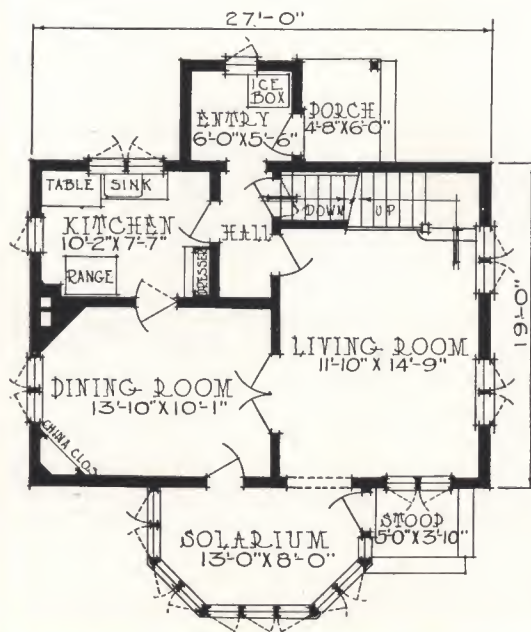 27'-0"
ICE
BOX
ENTRY
6'-0"X5'-6"
PORCH
4'-8"X6'-0"
TABLE
SINK
KITCHEN
10'-2"X7'-7"
HALL
DOWN
UP
RANGE
DRESSER
19'-0"
LIVING ROOM
11'-10" X 14'-9"
DINING ROOM
13'-10"X10'-1"
CHINA CLOS.
SOLARIUM
13'-0"X8'-0"
STOOP
5'-0"X3'-10"